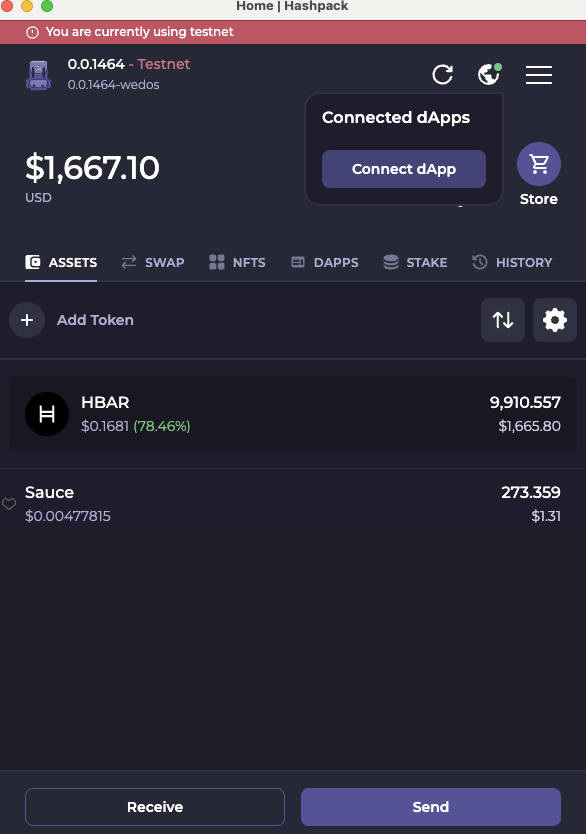 Home | Hashpack
You are currently using testnet
0.0.1464 - Testnet
0.0.1464-wedos
Connected dApps
Connect dApp
$1,667.10
USD
Store
ASSETS SWAP NFTS DAPPS STAKE HISTORY
Add Token
HBAR 9,910.557
$0.1681 (78.46%) $1,665.80
Sauce 273.359
$0.00477815 $1.31
Receive Send